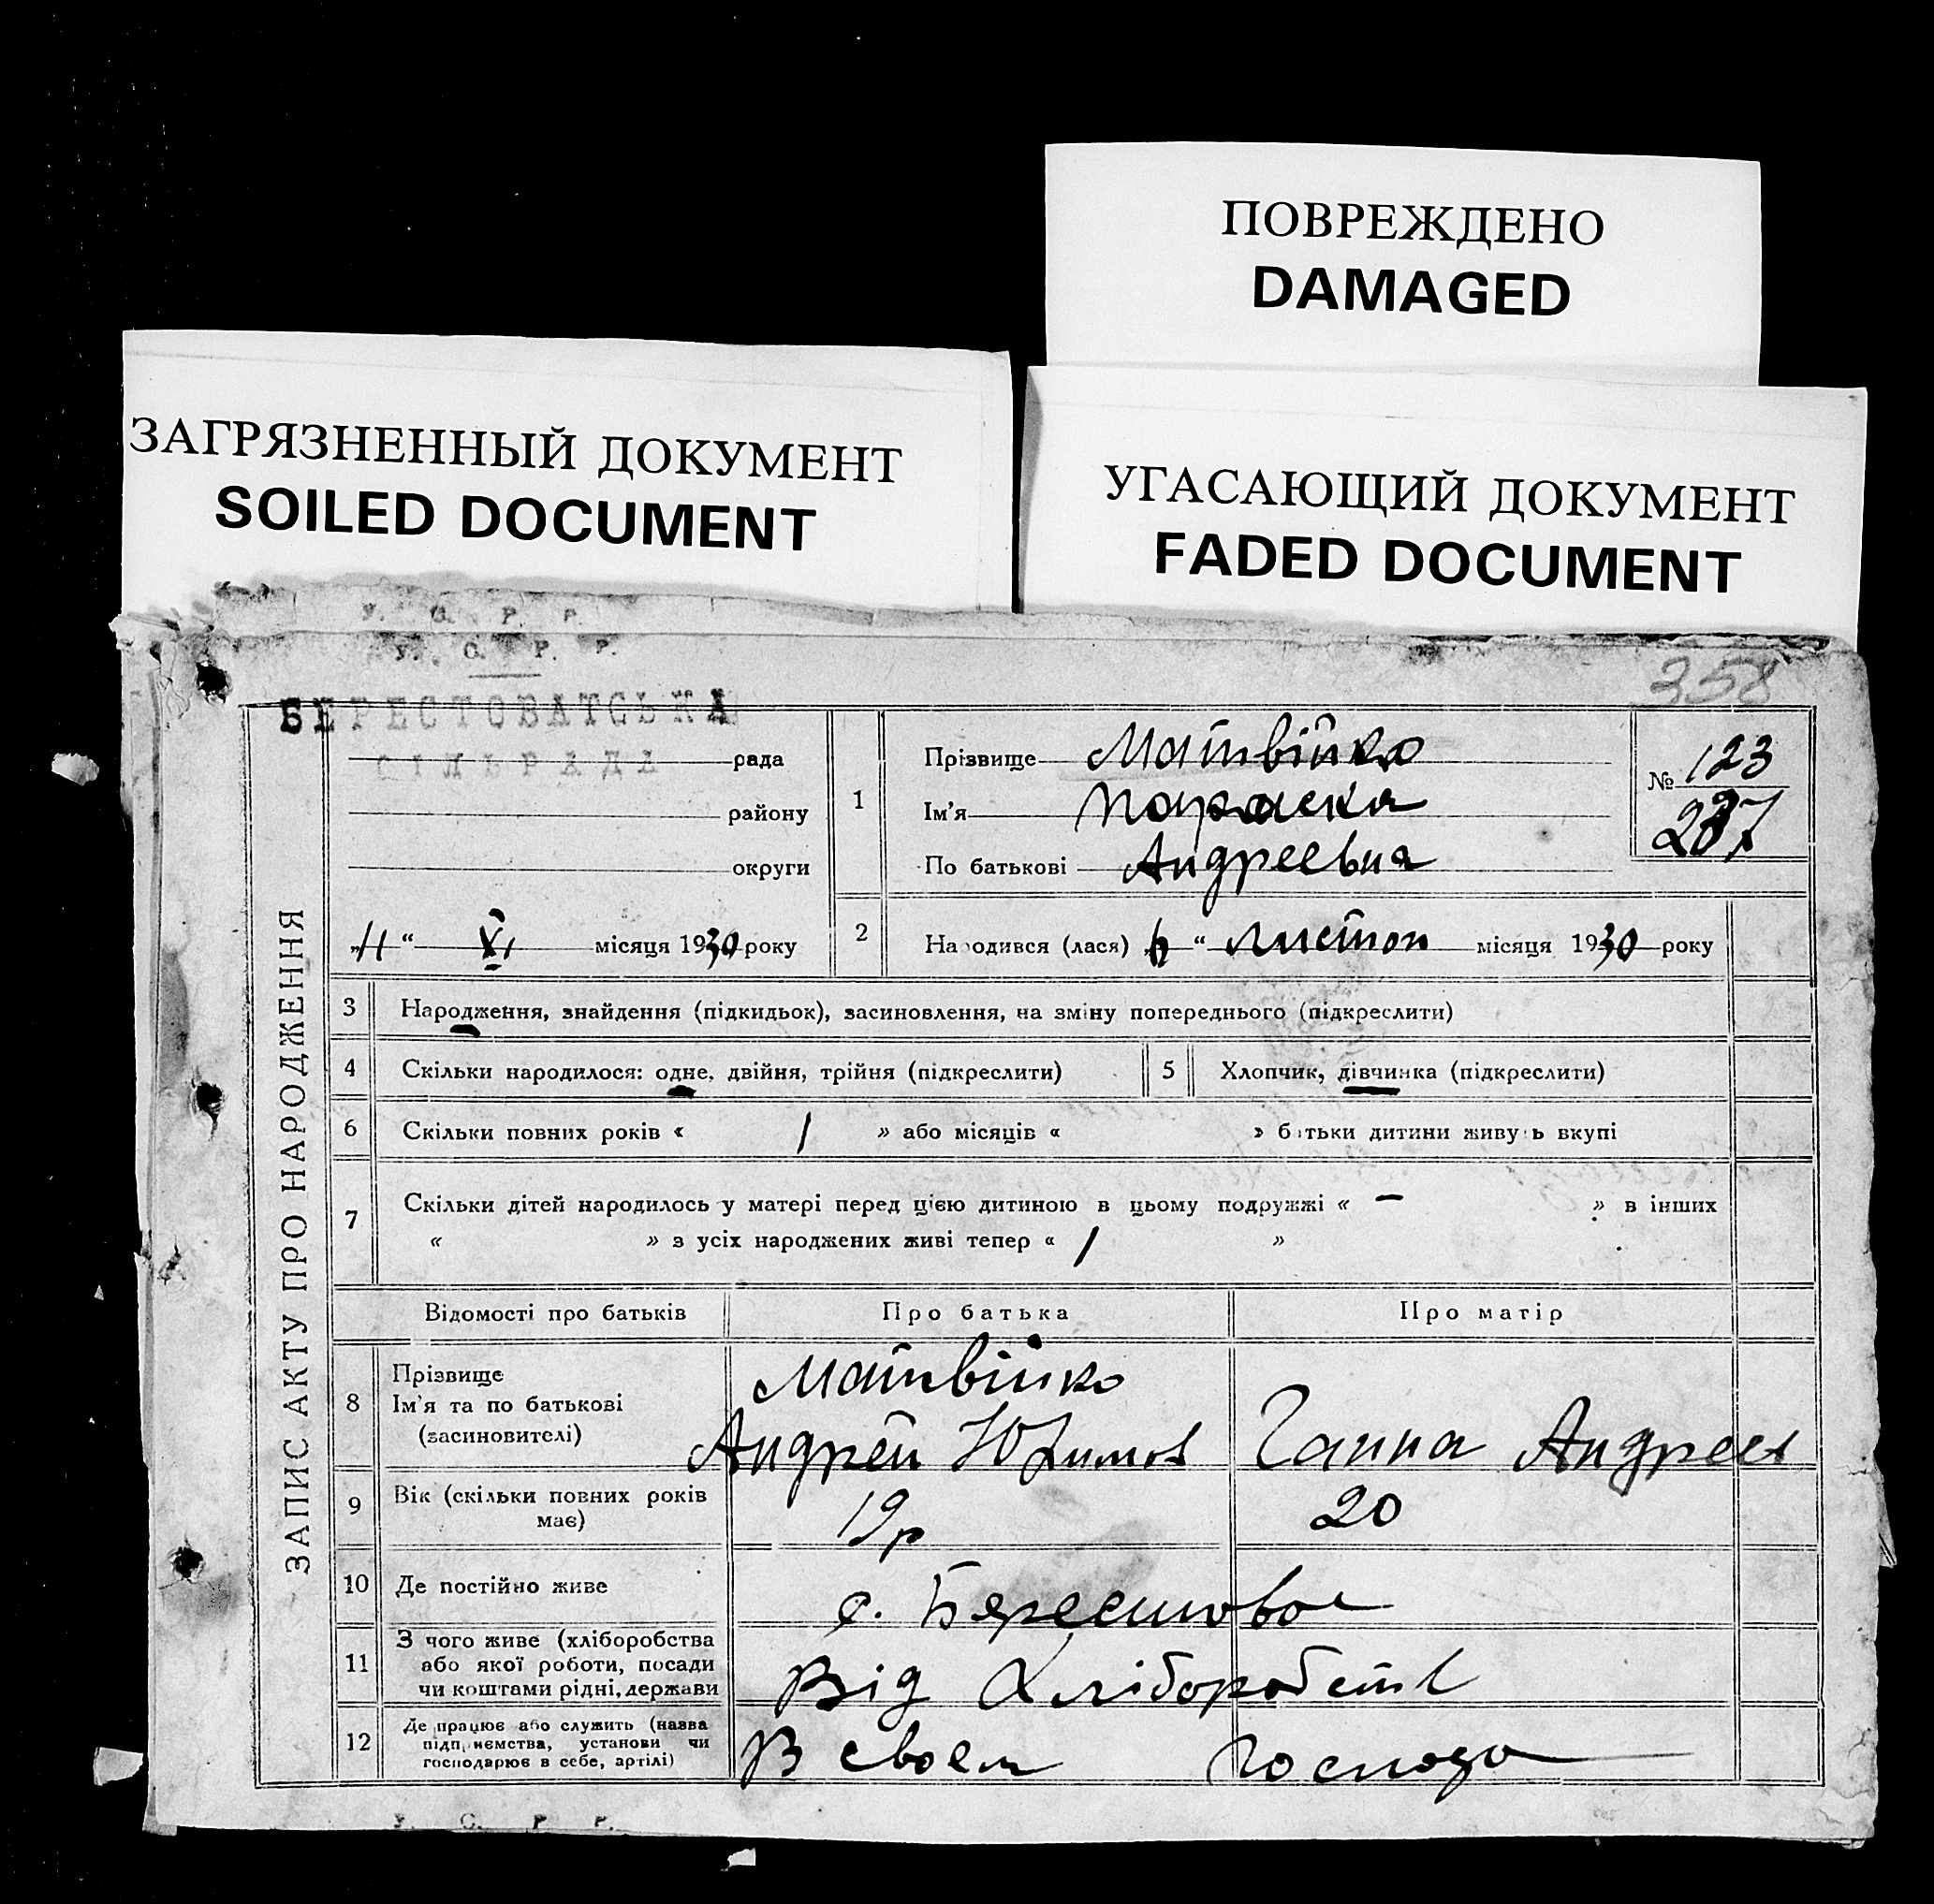 ПОВРЕЖДЕНО
DAMAGED
ЗАГРЯЗНЕННЫЙ ДОКУМЕНТ
SOILED DOCUMENT
УГАСАЮЩИЙ ДОКУМЕНТ
FADED DOCUMENT
У. С. Р. Р.
У. С. Р. Р.
358
БЕРЕСТОВАТСЬКА
СІЛЬРАДА рада
району
округи
„11“ XI місяця 1930 року
ЗАПИС АКТУ ПРО НАРОДЖЕННЯ
1 Прізвище Матвійко
Ім'я Параска
По батькові Андреевна
№ 123
237
2 Народився (лася) 6 “ листоп місяця 1930 року
3 Народження, знайдення (підкидьок), засиновлення, на зміну попереднього (підкреслити)
4 Скільки народилося: одне, двійня, трійня (підкреслити) 5 Хлопчик, дівчинка (підкреслити)
6 Скільки повних років « 1 » або місяців « » батьки дитини живуть вкупі
7 Скільки дітей народилось у матері перед цією дитиною в цьому подружжі « — » в інших
« » з усіх народжених живі тепер « 1 »
Відомості про батьків Про батька Про матір
8 Прізвище
Ім'я та по батькові
(засиновителі)
Матвійко
Андрей Юхимов Ганна Андреев
9 Вік (скільки повних років
має)
19р 20
10 Де постійно живе с. Берестовое
11 З чого живе (хліборобства
або якої роботи, посади
чи коштами рідні, держави
Від Хліборобств
12 Де працює або служить (назва
підприємства, установи чи
господарює в себе, артілі)
В своем господа
У. С. Р. Р.